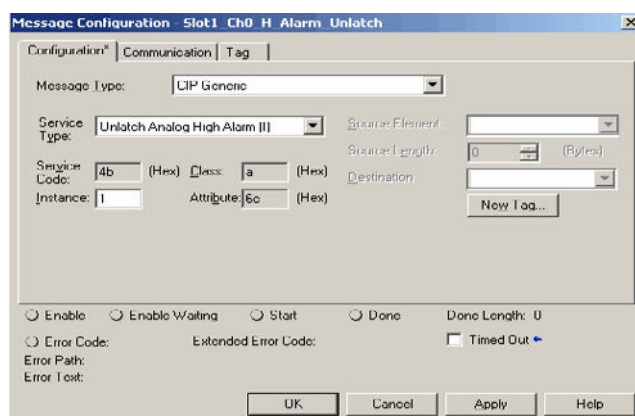 Message Configuration - Slot1_Ch0_H_Alarm_Unlatch
Configuration* Communication Tag
Message Type: CIP Generic
Service Type: Unlatch Analog High Alarm (I) Source Element:
Source Length: 0 (Bytes)
Service Code: 4b (Hex) Class: a (Hex) Destination
Instance: 1 Attribute: 6c (Hex) New Tag...
Enable Enable Waiting Start Done Done Length: 0
Error Code: Extended Error Code: Timed Out
Error Path:
Error Text:
OK Cancel Apply Help